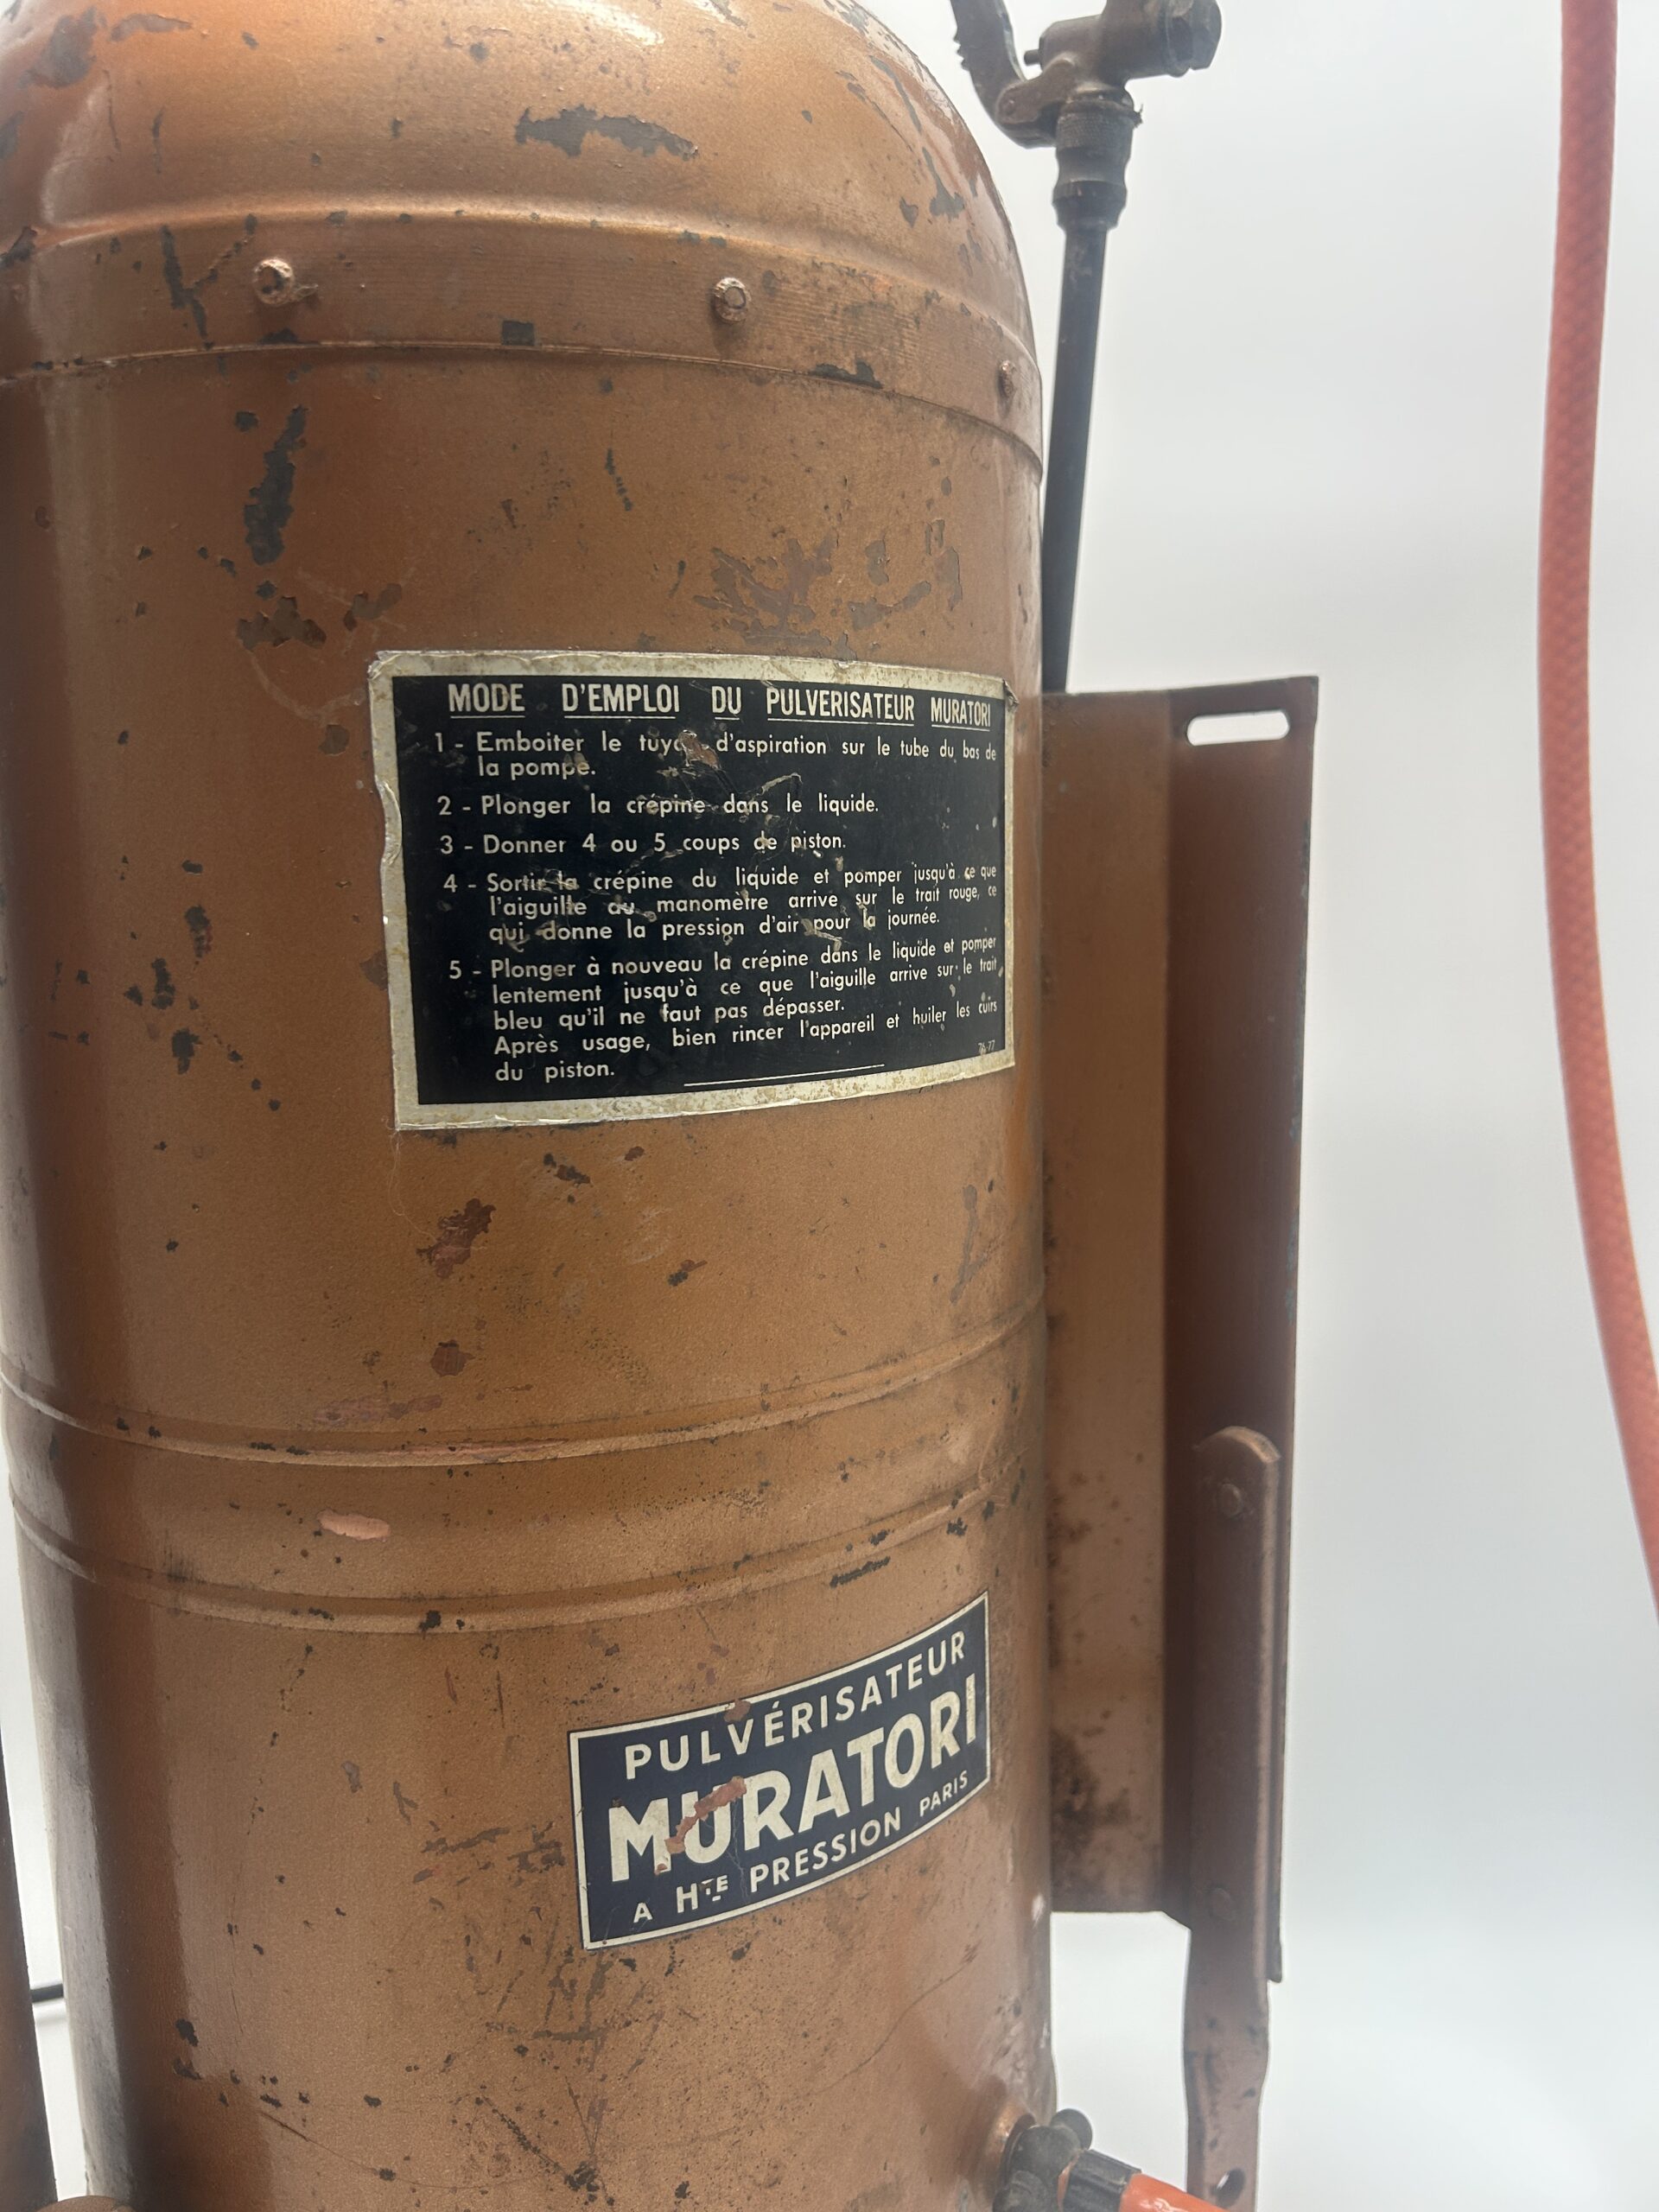 MODE D'EMPLOI DU PULVERISATEUR MURATORI
1 - Emboiter le tuyau d'aspiration sur le tube du bas de
la pompe.
2 - Plonger la crépine dans le liquide.
3 - Donner 4 ou 5 coups de piston.
4 - Sortir la crépine du liquide et pomper jusqu'à ce que
l'aiguille du manomètre arrive sur le trait rouge, ce
qui donne la pression d'air pour la journée.
5 - Plonger à nouveau la crépine dans le liquide et pomper
lentement jusqu'à ce que l'aiguille arrive sur le trait
bleu qu'il ne faut pas dépasser.
Après usage, bien rincer l'appareil et huiler les cuirs
du piston.
PULVÉRISATEUR
MURATORI
A HTE PRESSION PARIS